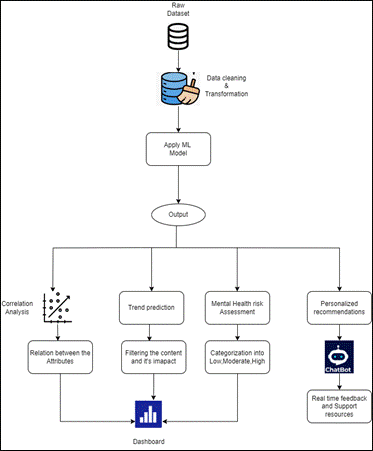 Raw
Dataset
Data cleaning
&
Transformation
Apply ML
Model
Output
Correlation
Analysis
Trend prediction
Mental Health risk
Assessment
Personalized
recommendations
Relation between the
Attributes
Filtering the content
and it's imapact
Categorization into
Low,Moderate,High
ChatBot
Real time feedback
and Support
resources
Dashboard